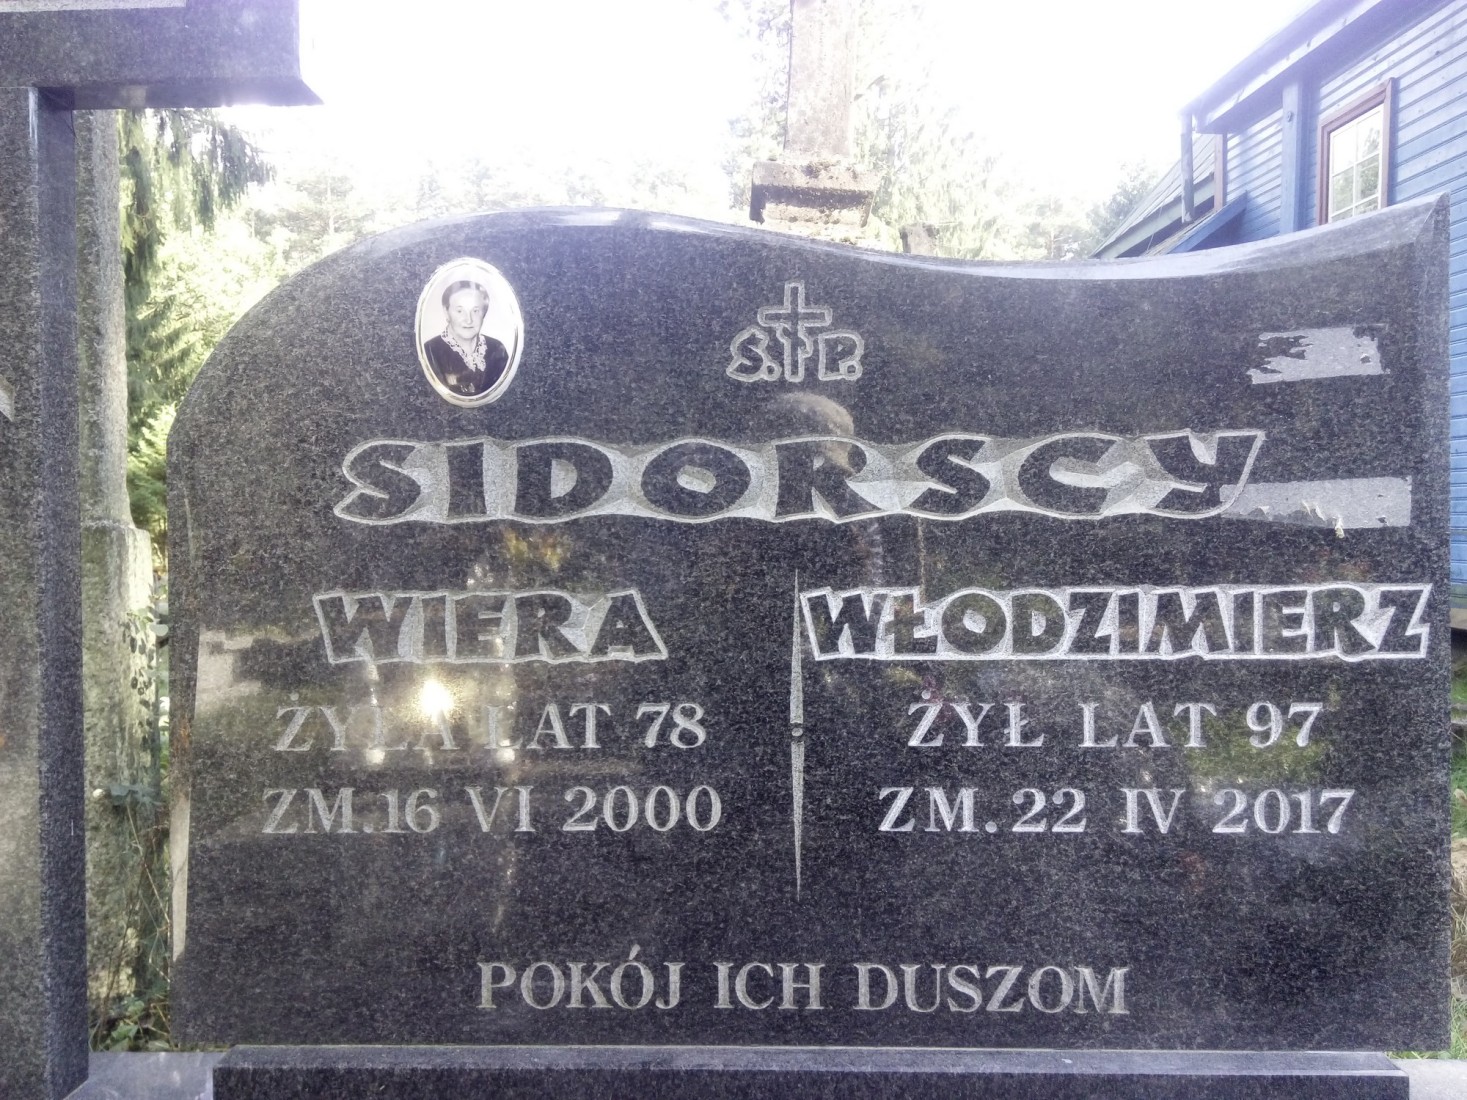 Ś.†P.
SIDORSCY
WIERA
ŻYŁA LAT 78
ZM.16 VI 2000
WŁODZIMIERZ
ŻYŁ LAT 97
ZM. 22 IV 2017
POKÓJ ICH DUSZOM